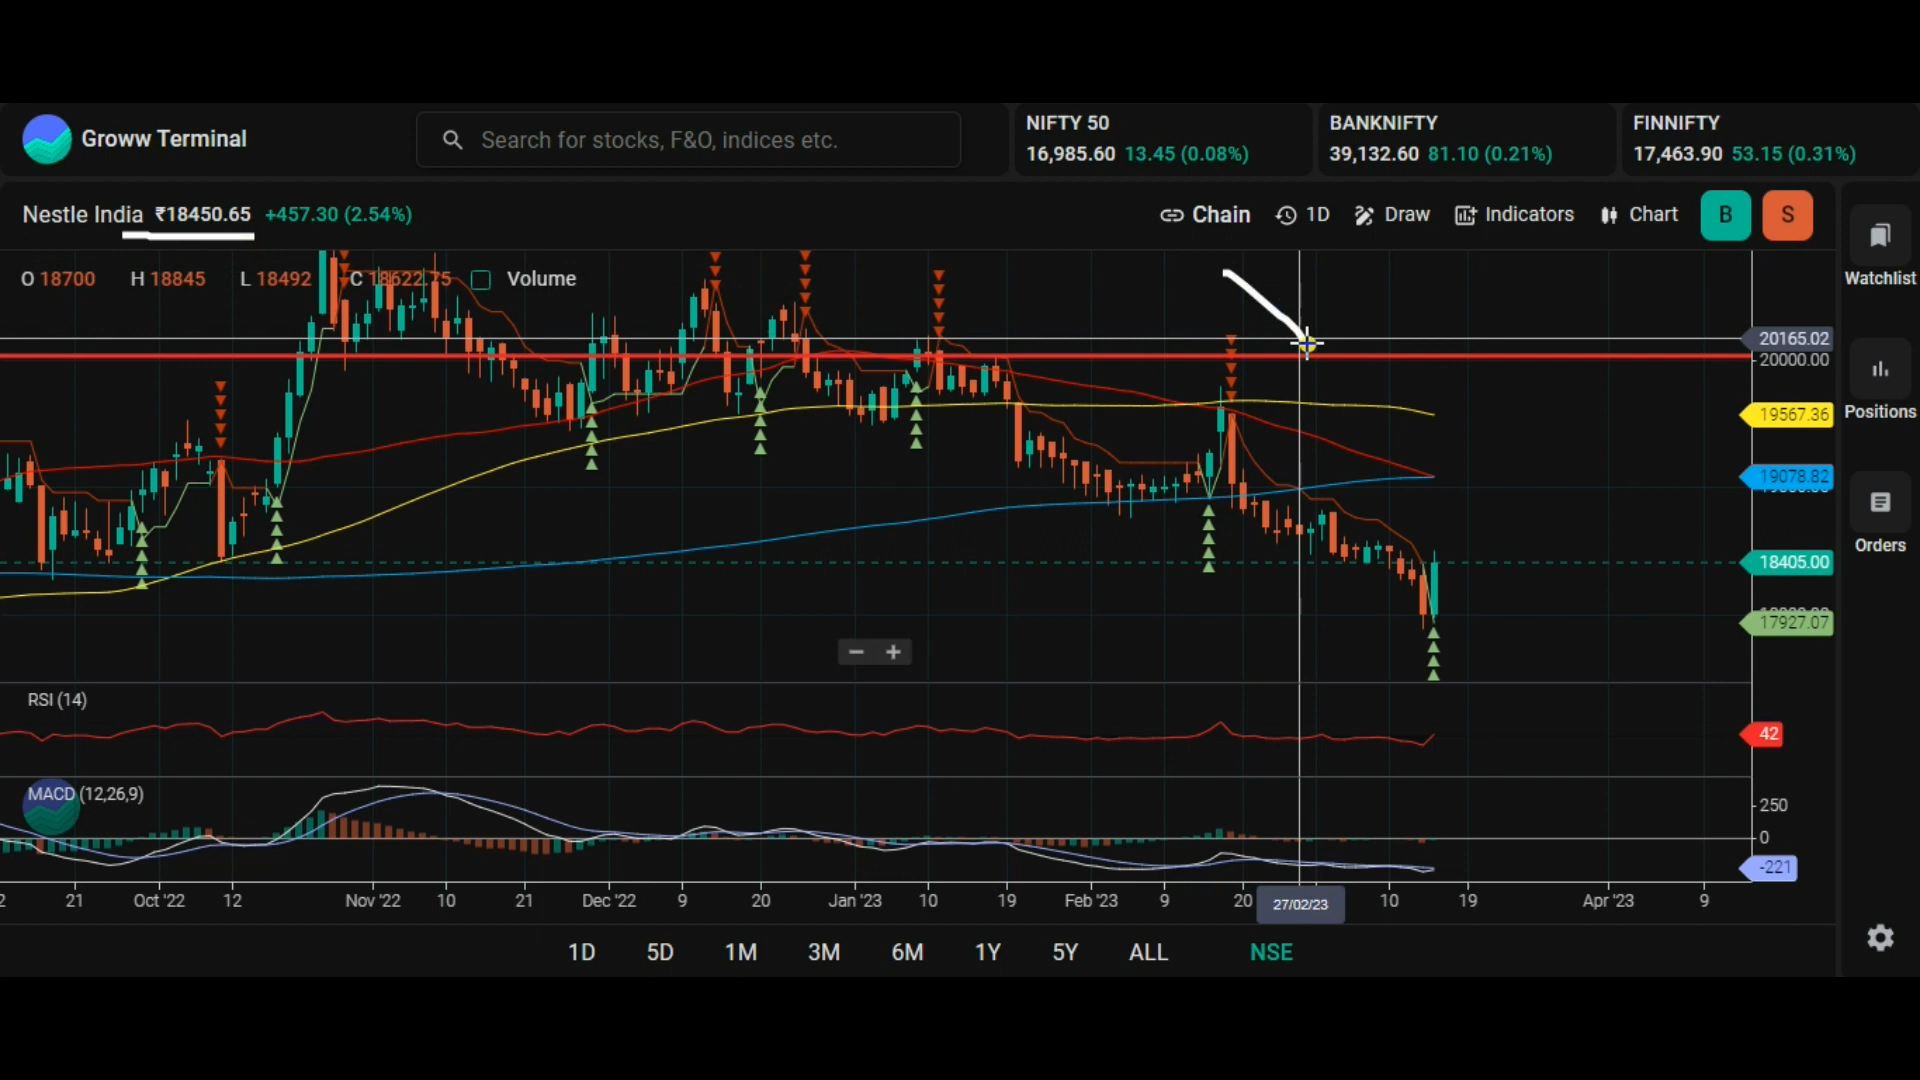 Groww Terminal
Search for stocks, F&O, indices etc.
NIFTY 50
16,985.60 13.45 (0.08%)
BANKNIFTY
39,132.60 81.10 (0.21%)
FINNIFTY
17,463.90 53.15 (0.31%)
Nestle India ₹18450.65 +457.30 (2.54%)
Chain 1D Draw Indicators Chart B S
Watchlist
Positions
Orders
O 18700 H 18845 L 18492 C 18622.75 Volume
20165.02
20000.00
19567.36
19078.82
18405.00
17927.07
RSI (14)
42
MACD (12,26,9)
250
0
-221
2 21 Oct '22 12 Nov '22 10 21 Dec '22 9 20 Jan '23 10 19 Feb '23 9 20 27/02/23 10 19 Apr '23 9
1D 5D 1M 3M 6M 1Y 5Y ALL NSE